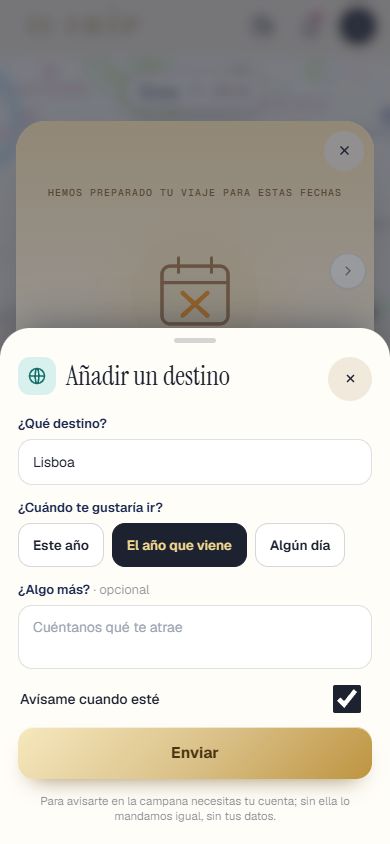 HEMOS PREPARADO TU VIAJE PARA ESTAS FECHAS
Añadir un destino
¿Qué destino?
Lisboa
¿Cuándo te gustaría ir?
Este año
El año que viene
Algún día
¿Algo más? · opcional
Cuéntanos qué te atrae
Avísame cuando esté
Enviar
Para avisarte en la campana necesitas tu cuenta; sin ella lo
mandamos igual, sin tus datos.